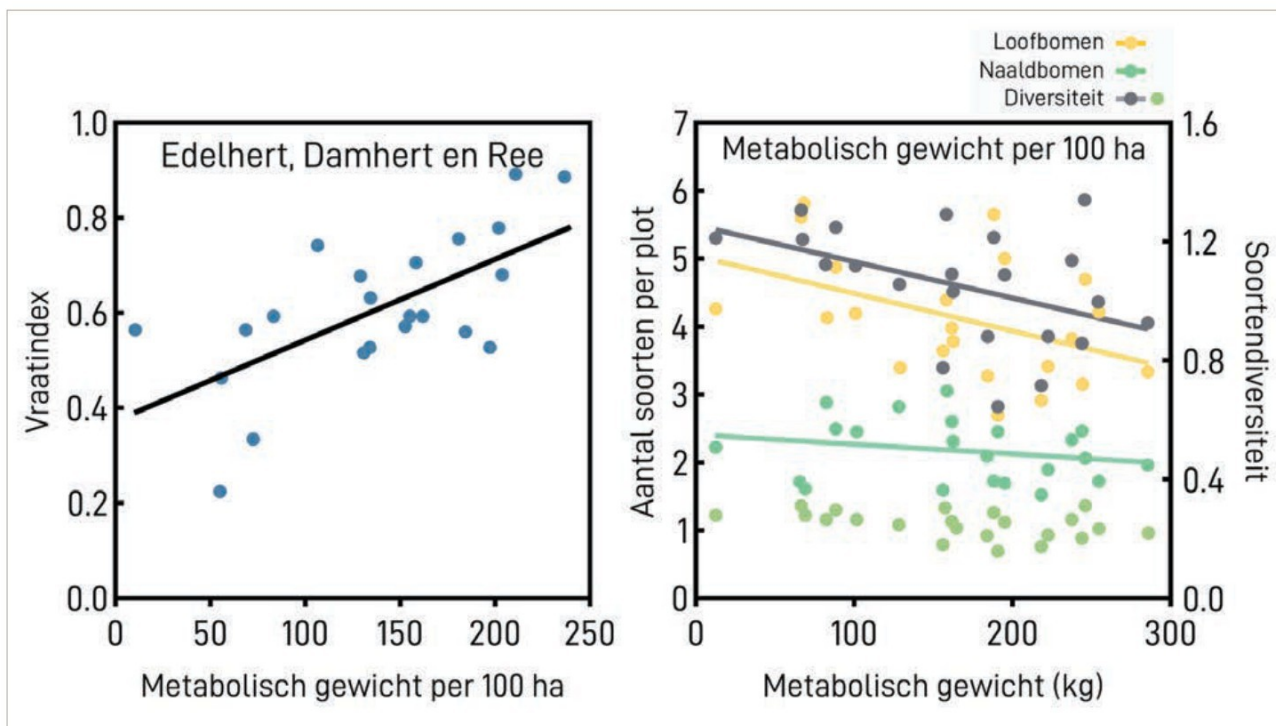 Loofbomen
Naaldbomen
Diversiteit
Edelhert, Damhert en Ree
Vraatindex
1.0
0.8
0.6
0.4
0.2
0.0
0 50 100 150 200 250
Metabolisch gewicht per 100 ha
Metabolisch gewicht per 100 ha
Aantal soorten per plot
7
6
5
4
3
2
1
0
0 100 200 300
Metabolisch gewicht (kg)
1.6
1.2
0.8
0.4
0.0
Soortendiversiteit